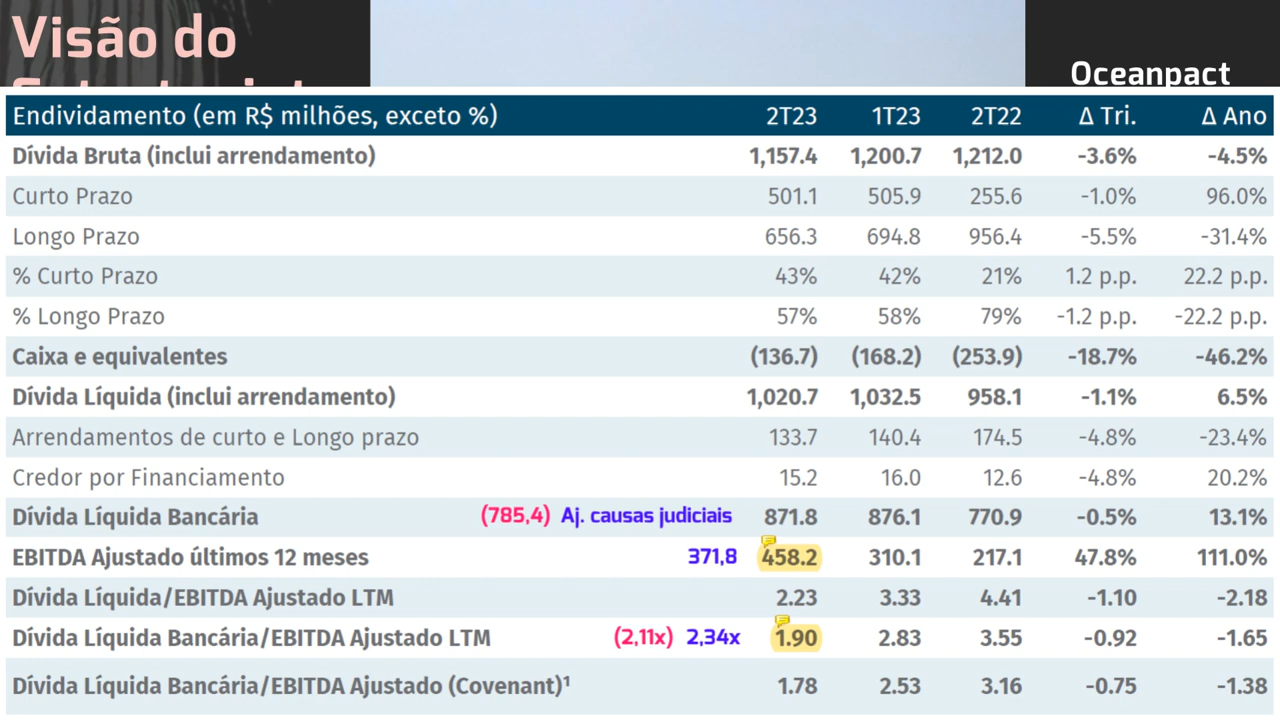 Visão do
Oceanpact
Endividamento (em R$ milhões, exceto %) 2T23 1T23 2T22 Δ Tri. Δ Ano
Dívida Bruta (inclui arrendamento) 1,157.4 1,200.7 1,212.0 -3.6% -4.5%
Curto Prazo 501.1 505.9 255.6 -1.0% 96.0%
Longo Prazo 656.3 694.8 956.4 -5.5% -31.4%
% Curto Prazo 43% 42% 21% 1.2 p.p. 22.2 p.p.
% Longo Prazo 57% 58% 79% -1.2 p.p. -22.2 p.p.
Caixa e equivalentes (136.7) (168.2) (253.9) -18.7% -46.2%
Dívida Líquida (inclui arrendamento) 1,020.7 1,032.5 958.1 -1.1% 6.5%
Arrendamentos de curto e Longo prazo 133.7 140.4 174.5 -4.8% -23.4%
Credor por Financiamento 15.2 16.0 12.6 -4.8% 20.2%
Dívida Líquida Bancária (785,4) Aj. causas judiciais 871.8 876.1 770.9 -0.5% 13.1%
EBITDA Ajustado últimos 12 meses 371,8 458.2 310.1 217.1 47.8% 111.0%
Dívida Líquida/EBITDA Ajustado LTM 2.23 3.33 4.41 -1.10 -2.18
Dívida Líquida Bancária/EBITDA Ajustado LTM (2,11x) 2,34x 1.90 2.83 3.55 -0.92 -1.65
Dívida Líquida Bancária/EBITDA Ajustado (Covenant)¹ 1.78 2.53 3.16 -0.75 -1.38